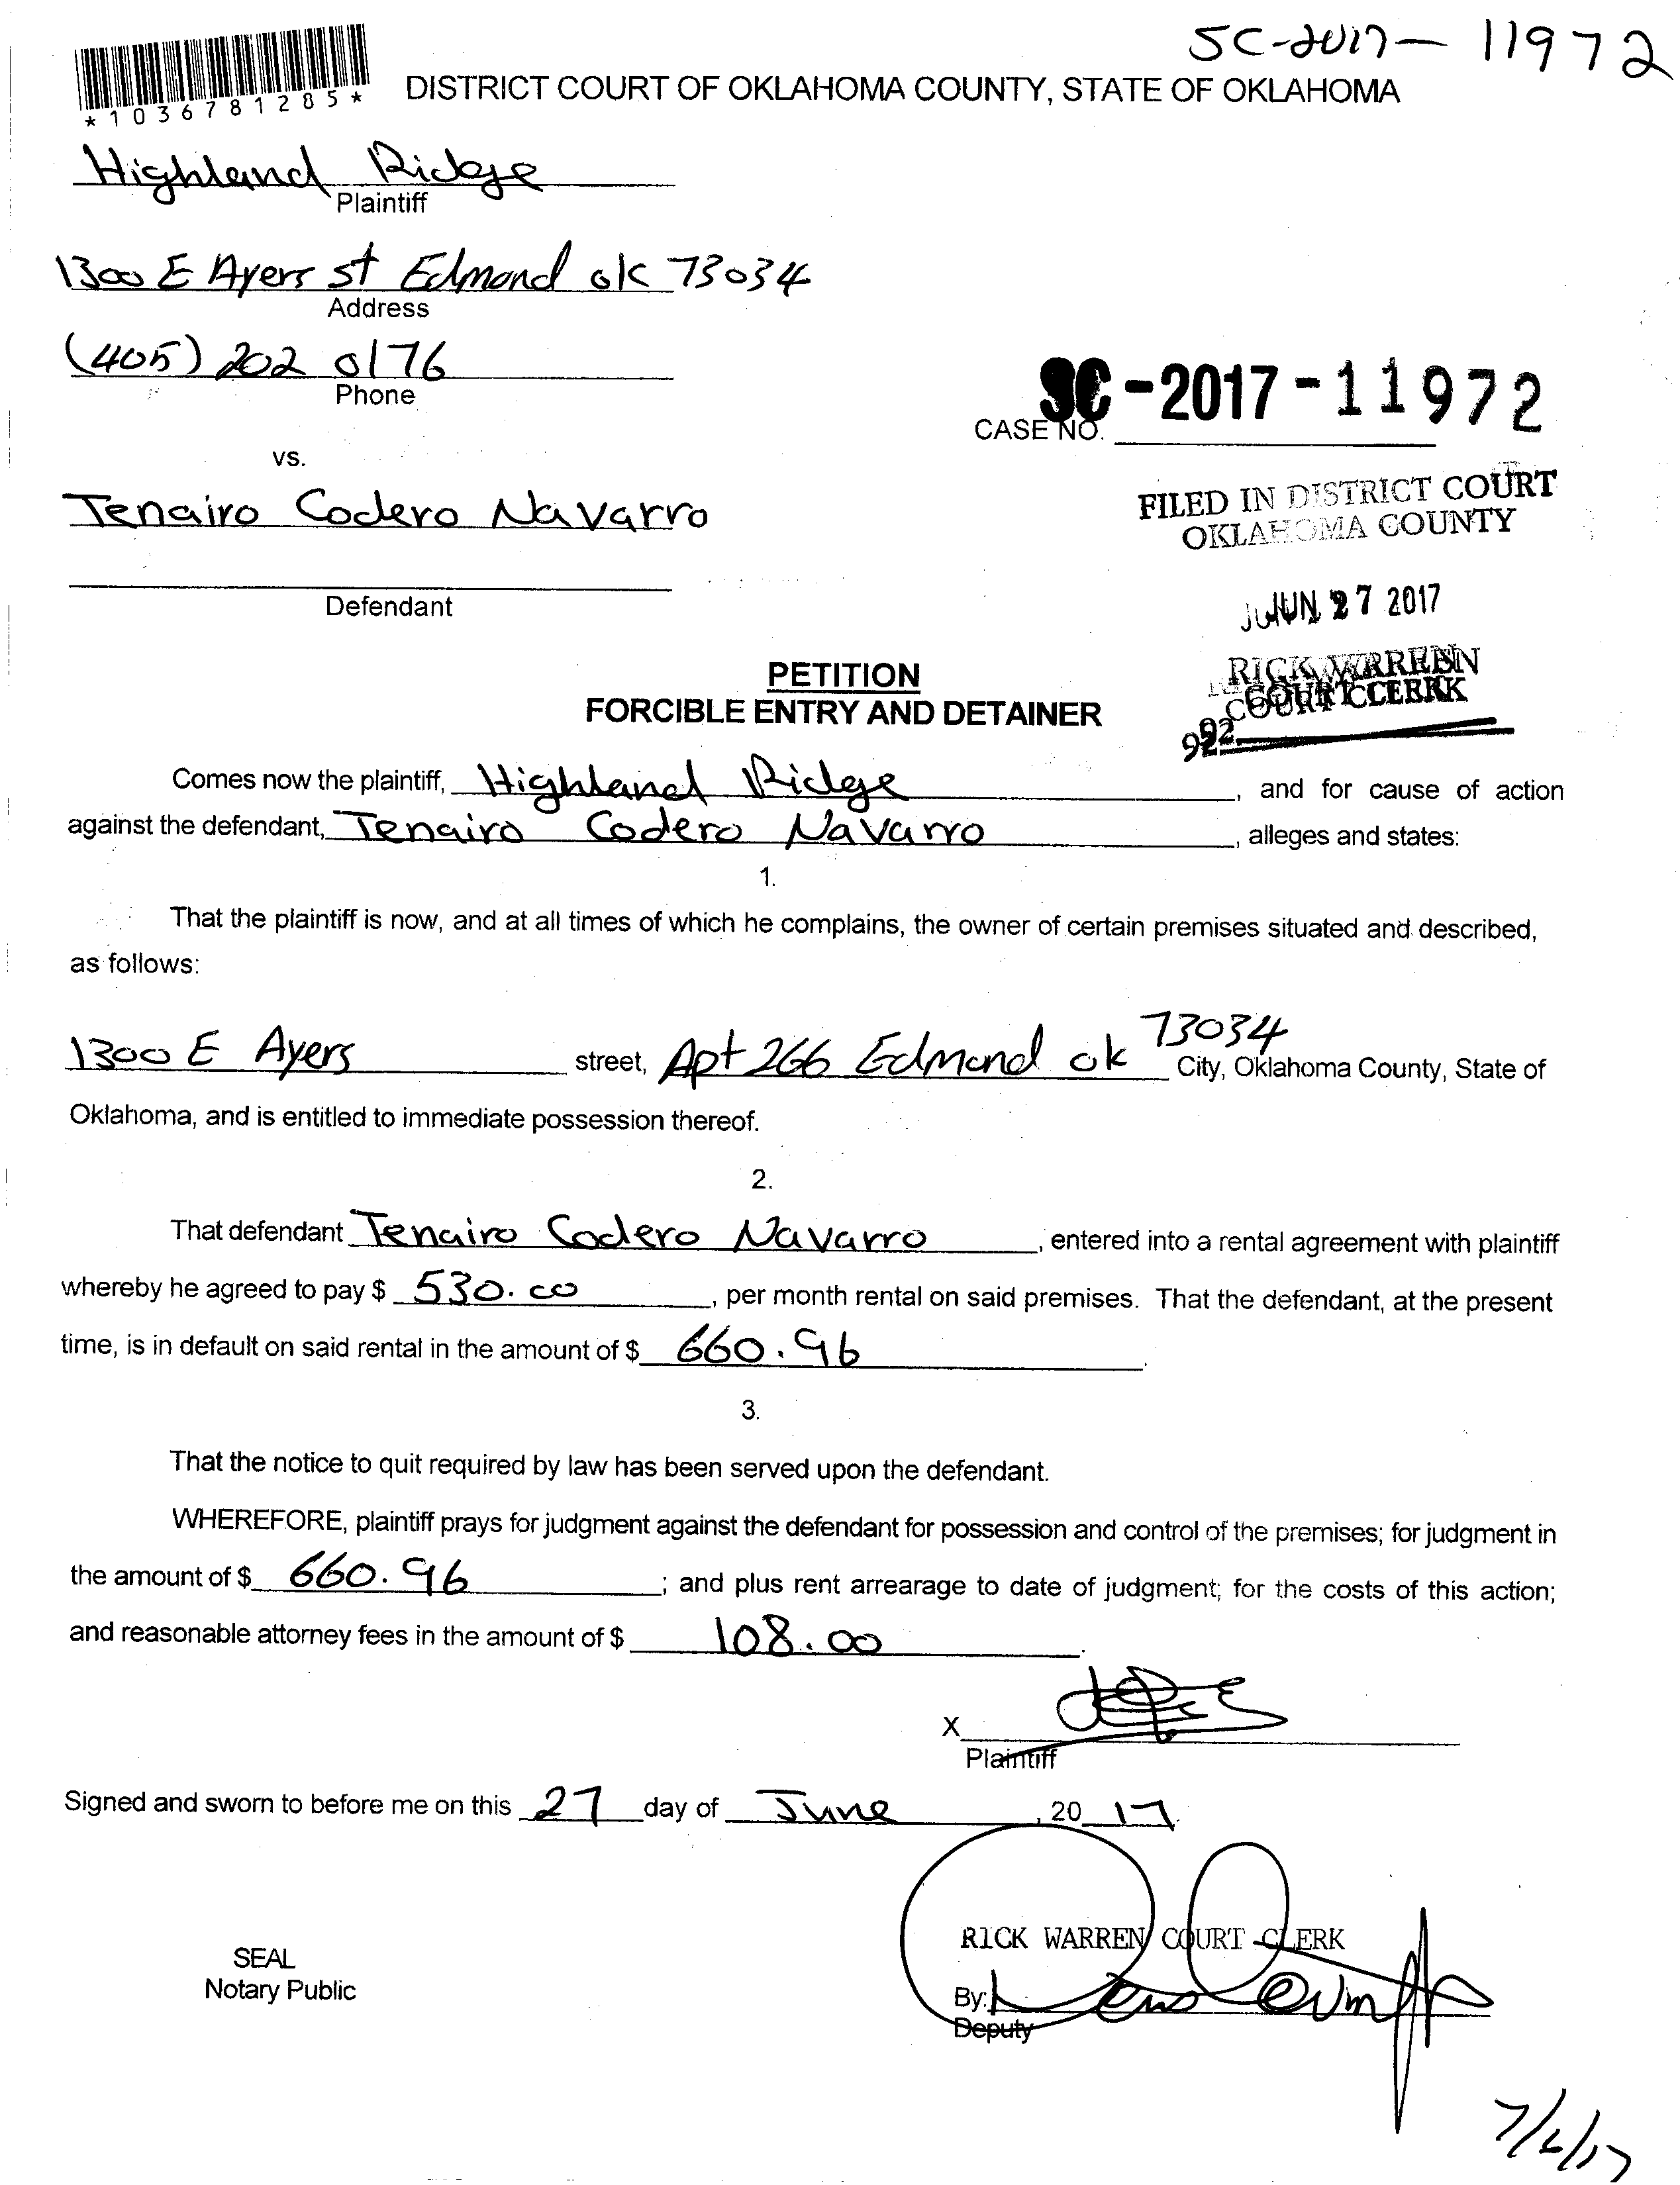 SC-2017-11972
*1036781285*
DISTRICT COURT OF OKLAHOMA COUNTY, STATE OF OKLAHOMA
Highland Ridge
Plaintiff
1300 E Ayers st Edmond ok 73034
Address
(405) 202 0176
Phone
SC-2017-11972
CASE NO.
vs.
Tenairo Codero Navarro
FILED IN DISTRICT COURT
OKLAHOMA COUNTY
Defendant
JUN 27 2017
RICK WARREN
COURT CLERK
92
PETITION
FORCIBLE ENTRY AND DETAINER
Comes now the plaintiff, Highland Ridge, and for cause of action
against the defendant, Tenairo Codero Navarro, alleges and states:
1.
That the plaintiff is now, and at all times of which he complains, the owner of certain premises situated and described,
as follows:
1300 E Ayers street, Apt 266 Edmond ok 73034 City, Oklahoma County, State of
Oklahoma, and is entitled to immediate possession thereof.
2.
That defendant Tenairo Codero Navarro, entered into a rental agreement with plaintiff
whereby he agreed to pay $ 530.00, per month rental on said premises. That the defendant, at the present
time, is in default on said rental in the amount of $ 660.96.
3.
That the notice to quit required by law has been served upon the defendant.
WHEREFORE, plaintiff prays for judgment against the defendant for possession and control of the premises; for judgment in
the amount of $ 660.96; and plus rent arrearage to date of judgment; for the costs of this action;
and reasonable attorney fees in the amount of $ 108.00.
X
Plaintiff
Signed and sworn to before me on this 27 day of June, 20 17.
RICK WARREN COURT CLERK
SEAL
Notary Public
By:
Deputy